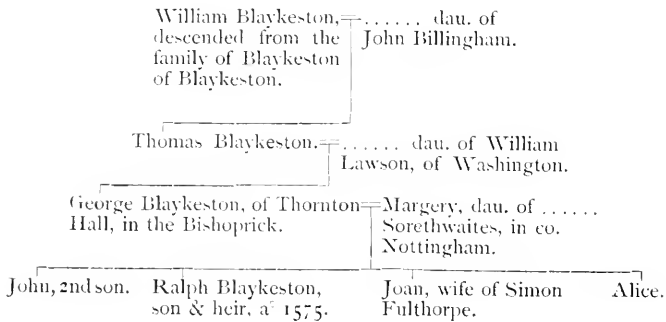 William Blaykeston, = ...... dau. of
descended from the John Billingham.
family of Blaykeston
of Blaykeston.
Thomas Blaykeston. = ...... dau. of William
Lawson, of Washington.
George Blaykeston, of Thornton = Margery, dau. of ......
Hall, in the Bishoprick. Sorethwaites, in co.
Nottingham.
John, 2nd son. Ralph Blaykeston, Joan, wife of Simon Alice.
son & heir, a° 1575. Fulthorpe.